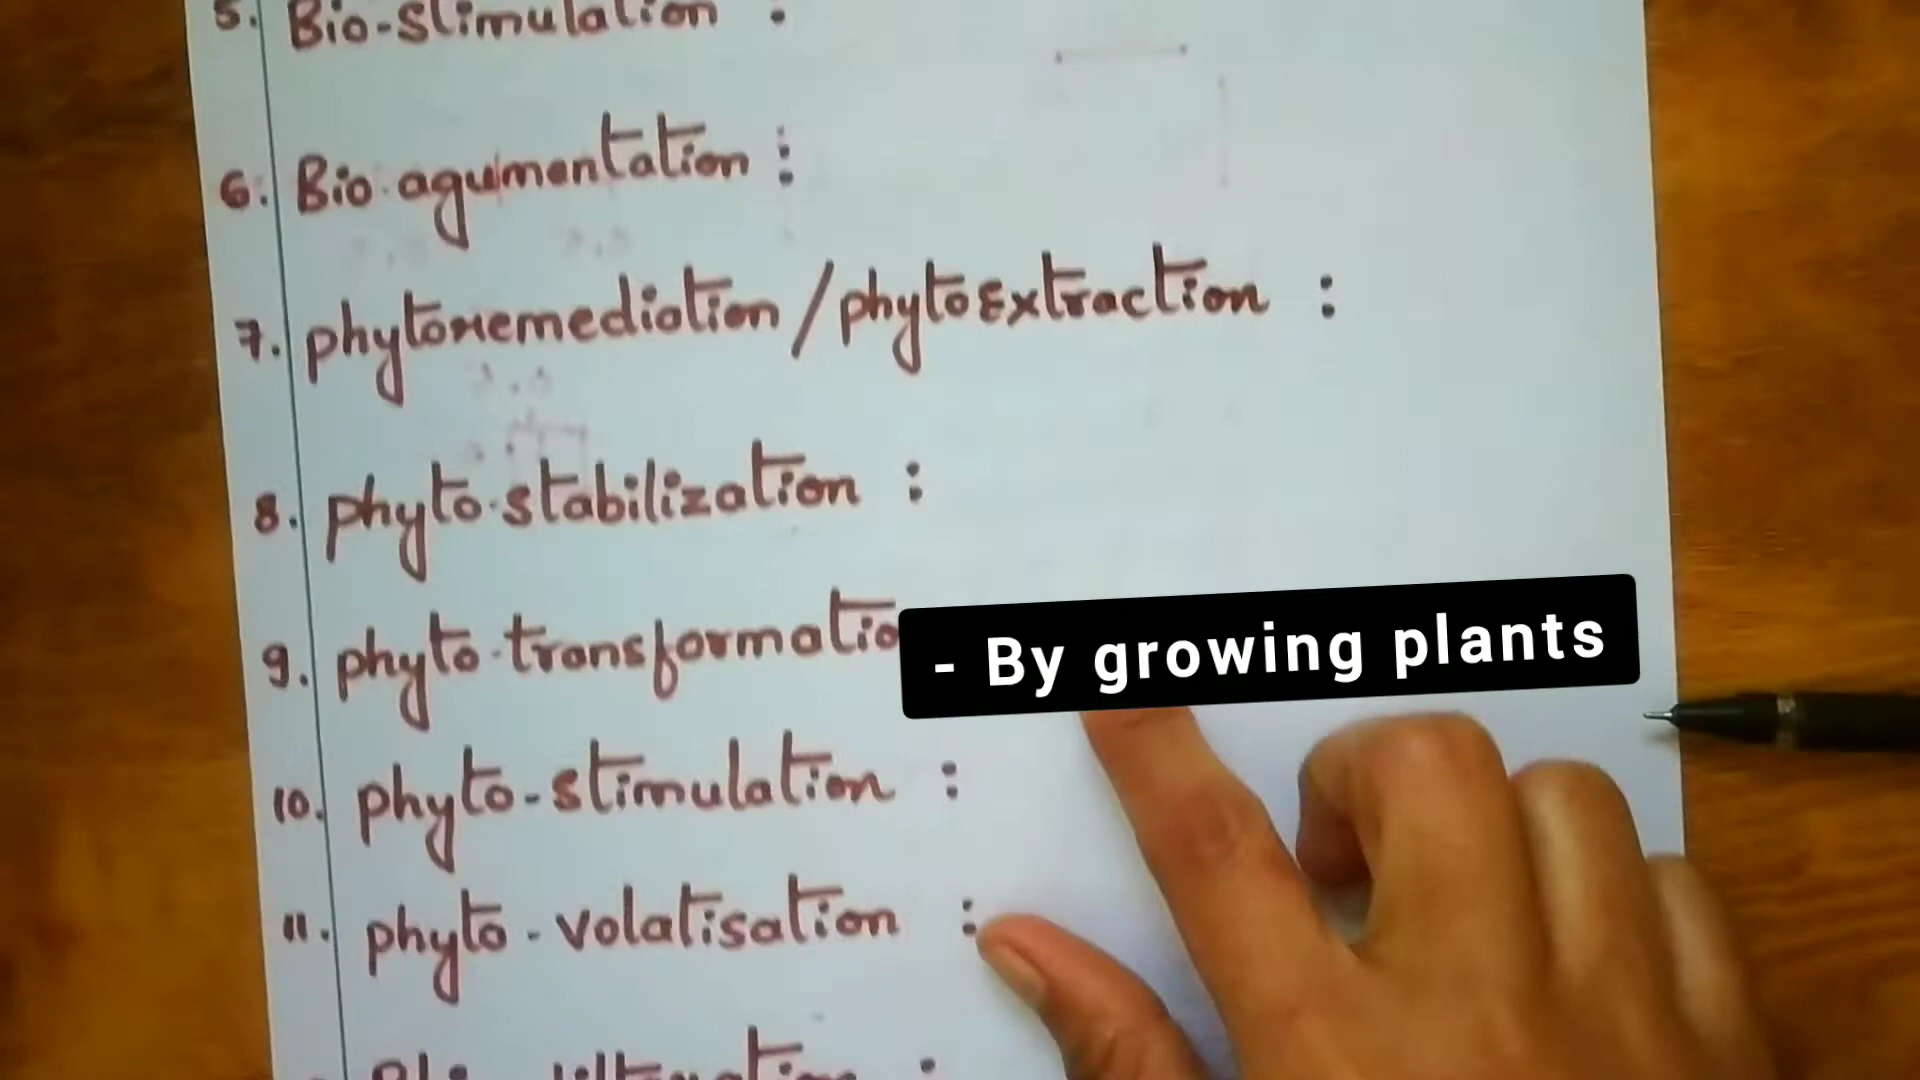 5. Bio-stimulation :
6. Bio-agumentation :
7. phytoremediation / phytoExtraction :
8. phyto-stabilization :
9. phyto-transformatio
- By growing plants
10. phyto-stimulation :
11. phyto-volatisation :